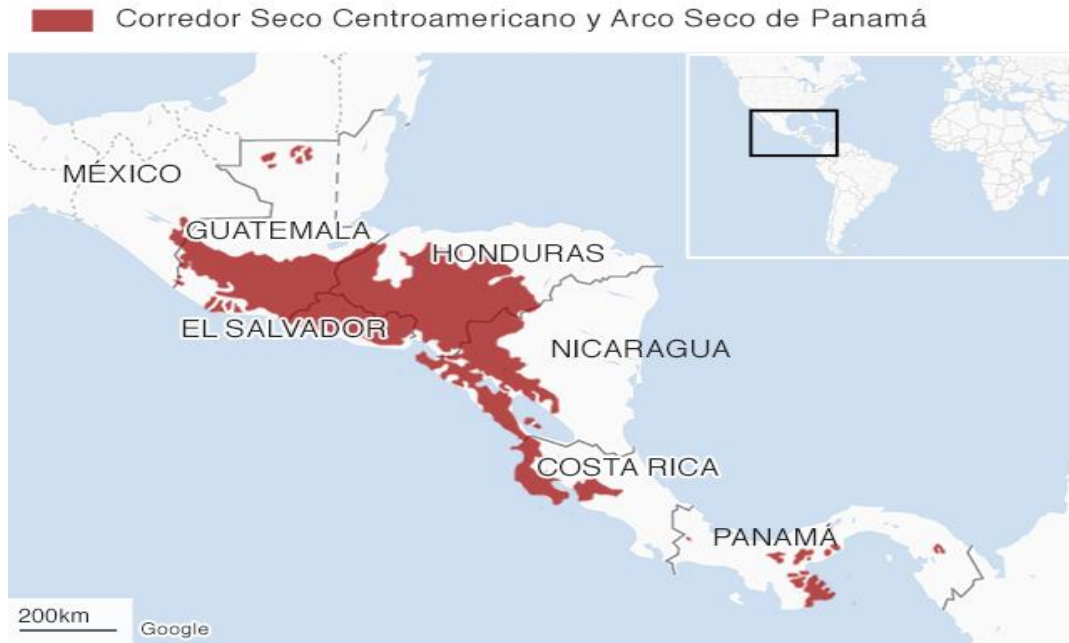 Corredor Seco Centroamericano y Arco Seco de Panamá
MÉXICO
GUATEMALA
HONDURAS
EL SALVADOR
NICARAGUA
COSTA RICA
PANAMÁ
200km
Google